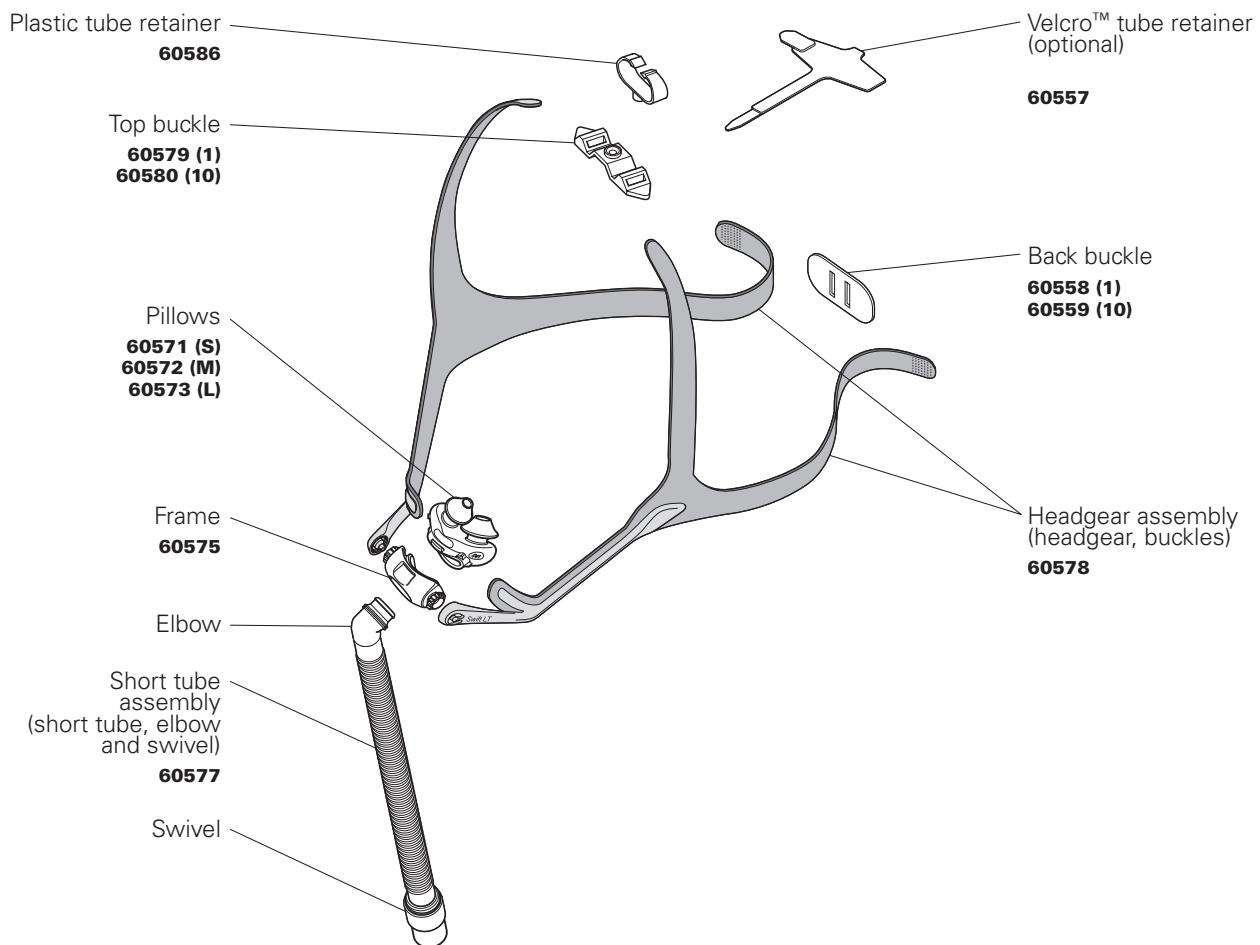 Plastic tube retainer
60586
Top buckle
60579 (1)
60580 (10)
Pillows
60571 (S)
60572 (M)
60573 (L)
Frame
60575
Elbow
Short tube
assembly
(short tube, elbow
and swivel)
60577
Swivel
Velcro™ tube retainer
(optional)
60557
Back buckle
60558 (1)
60559 (10)
Headgear assembly
(headgear, buckles)
60578
Swift LT